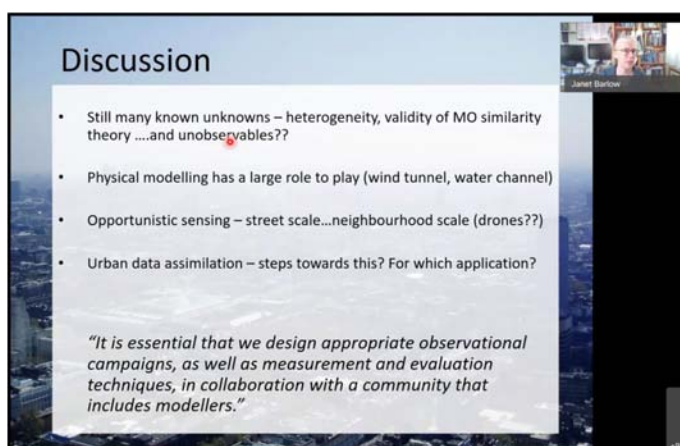 Discussion
Janet Barlow
• Still many known unknowns – heterogeneity, validity of MO similarity
theory ….and unobservables??
• Physical modelling has a large role to play (wind tunnel, water channel)
• Opportunistic sensing – street scale…neighbourhood scale (drones??)
• Urban data assimilation – steps towards this? For which application?
“It is essential that we design appropriate observational
campaigns, as well as measurement and evaluation
techniques, in collaboration with a community that
includes modellers.”